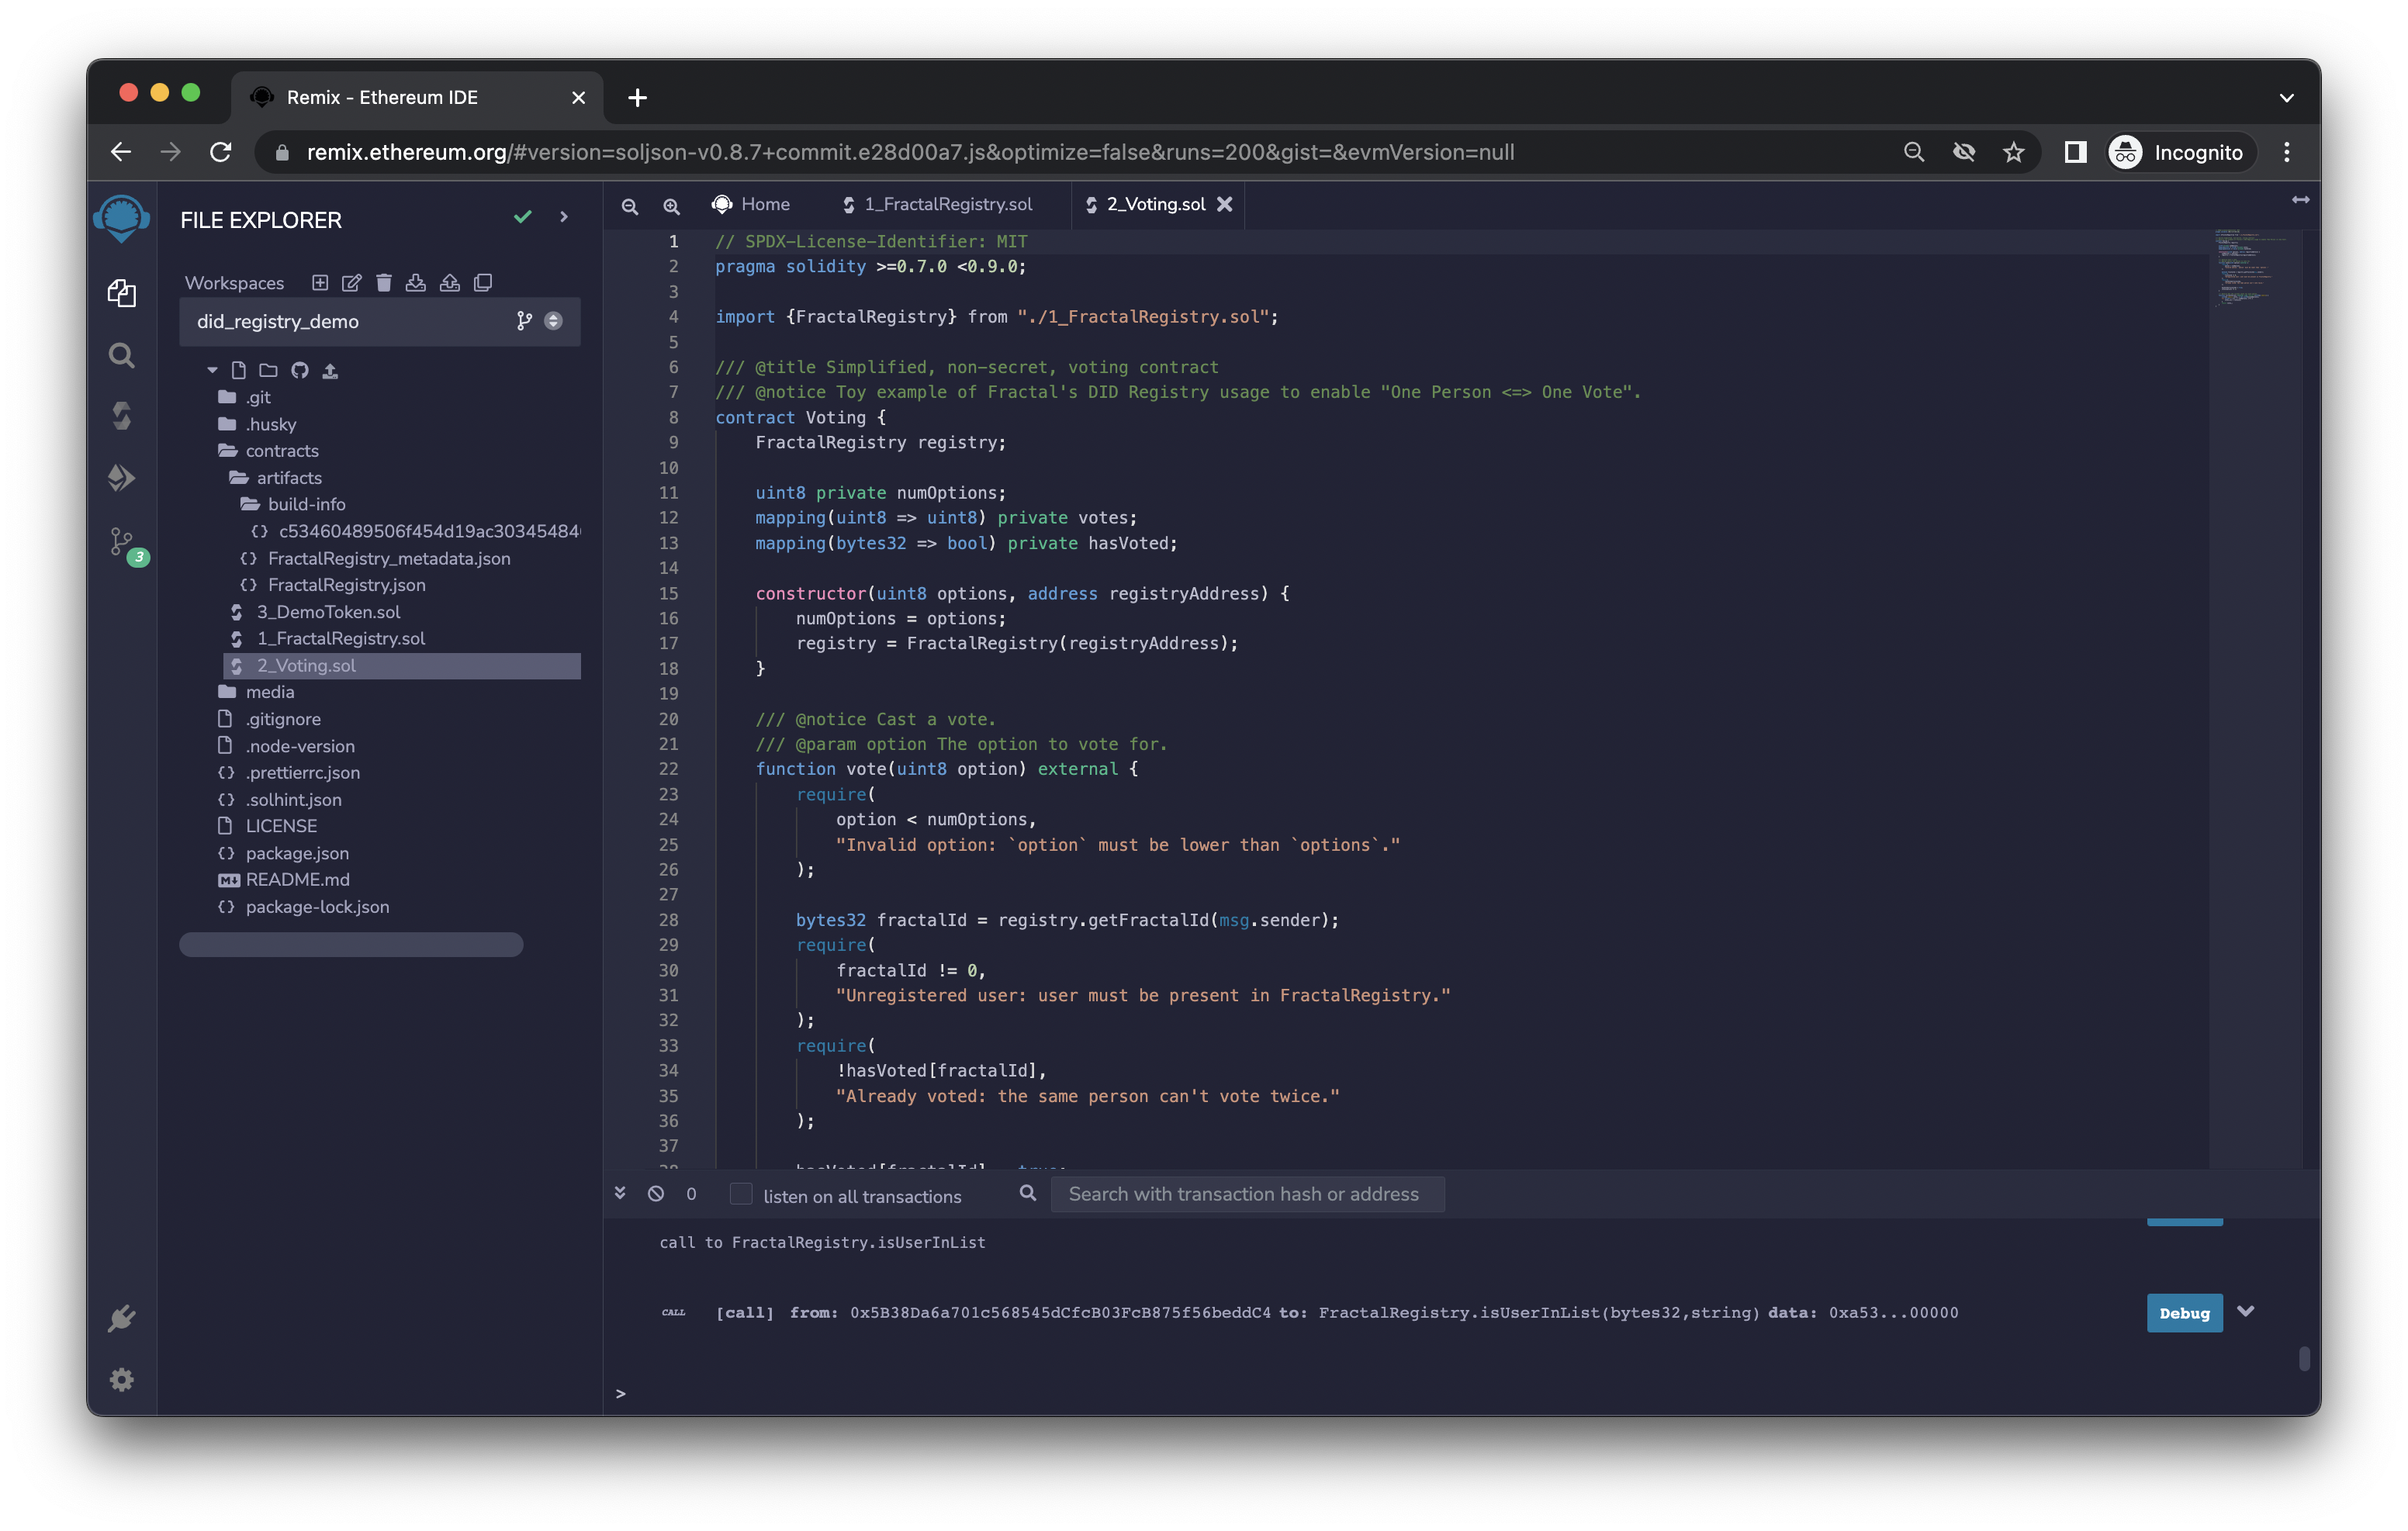 Remix - Ethereum IDE
remix.ethereum.org/#version=soljson-v0.8.7+commit.e28d00a7.js&optimize=false&runs=200&gist=&evmVersion=null
Incognito
FILE EXPLORER
Workspaces
did_registry_demo
.git
.husky
contracts
artifacts
build-info
c53460489506f454d19ac30345484
FractalRegistry_metadata.json
FractalRegistry.json
3_DemoToken.sol
1_FractalRegistry.sol
2_Voting.sol
media
.gitignore
.node-version
.prettierrc.json
.solhint.json
LICENSE
package.json
README.md
package-lock.json
3
Home
1_FractalRegistry.sol
2_Voting.sol
1 // SPDX-License-Identifier: MIT
2 pragma solidity >=0.7.0 <0.9.0;
3
4 import {FractalRegistry} from "./1_FractalRegistry.sol";
5
6 /// @title Simplified, non-secret, voting contract
7 /// @notice Toy example of Fractal's DID Registry usage to enable "One Person <=> One Vote".
8 contract Voting {
9 FractalRegistry registry;
10
11 uint8 private numOptions;
12 mapping(uint8 => uint8) private votes;
13 mapping(bytes32 => bool) private hasVoted;
14
15 constructor(uint8 options, address registryAddress) {
16 numOptions = options;
17 registry = FractalRegistry(registryAddress);
18 }
19
20 /// @notice Cast a vote.
21 /// @param option The option to vote for.
22 function vote(uint8 option) external {
23 require(
24 option < numOptions,
25 "Invalid option: `option` must be lower than `options`."
26 );
27
28 bytes32 fractalId = registry.getFractalId(msg.sender);
29 require(
30 fractalId != 0,
31 "Unregistered user: user must be present in FractalRegistry."
32 );
33 require(
34 !hasVoted[fractalId],
35 "Already voted: the same person can't vote twice."
36 );
37
38 hasVoted[fractalId] = true;
0
listen on all transactions
Search with transaction hash or address
call to FractalRegistry.isUserInList
CALL [call] from: 0x5B38Da6a701c568545dCfcB03FcB875f56beddC4 to: FractalRegistry.isUserInList(bytes32,string) data: 0xa53...00000
Debug
>